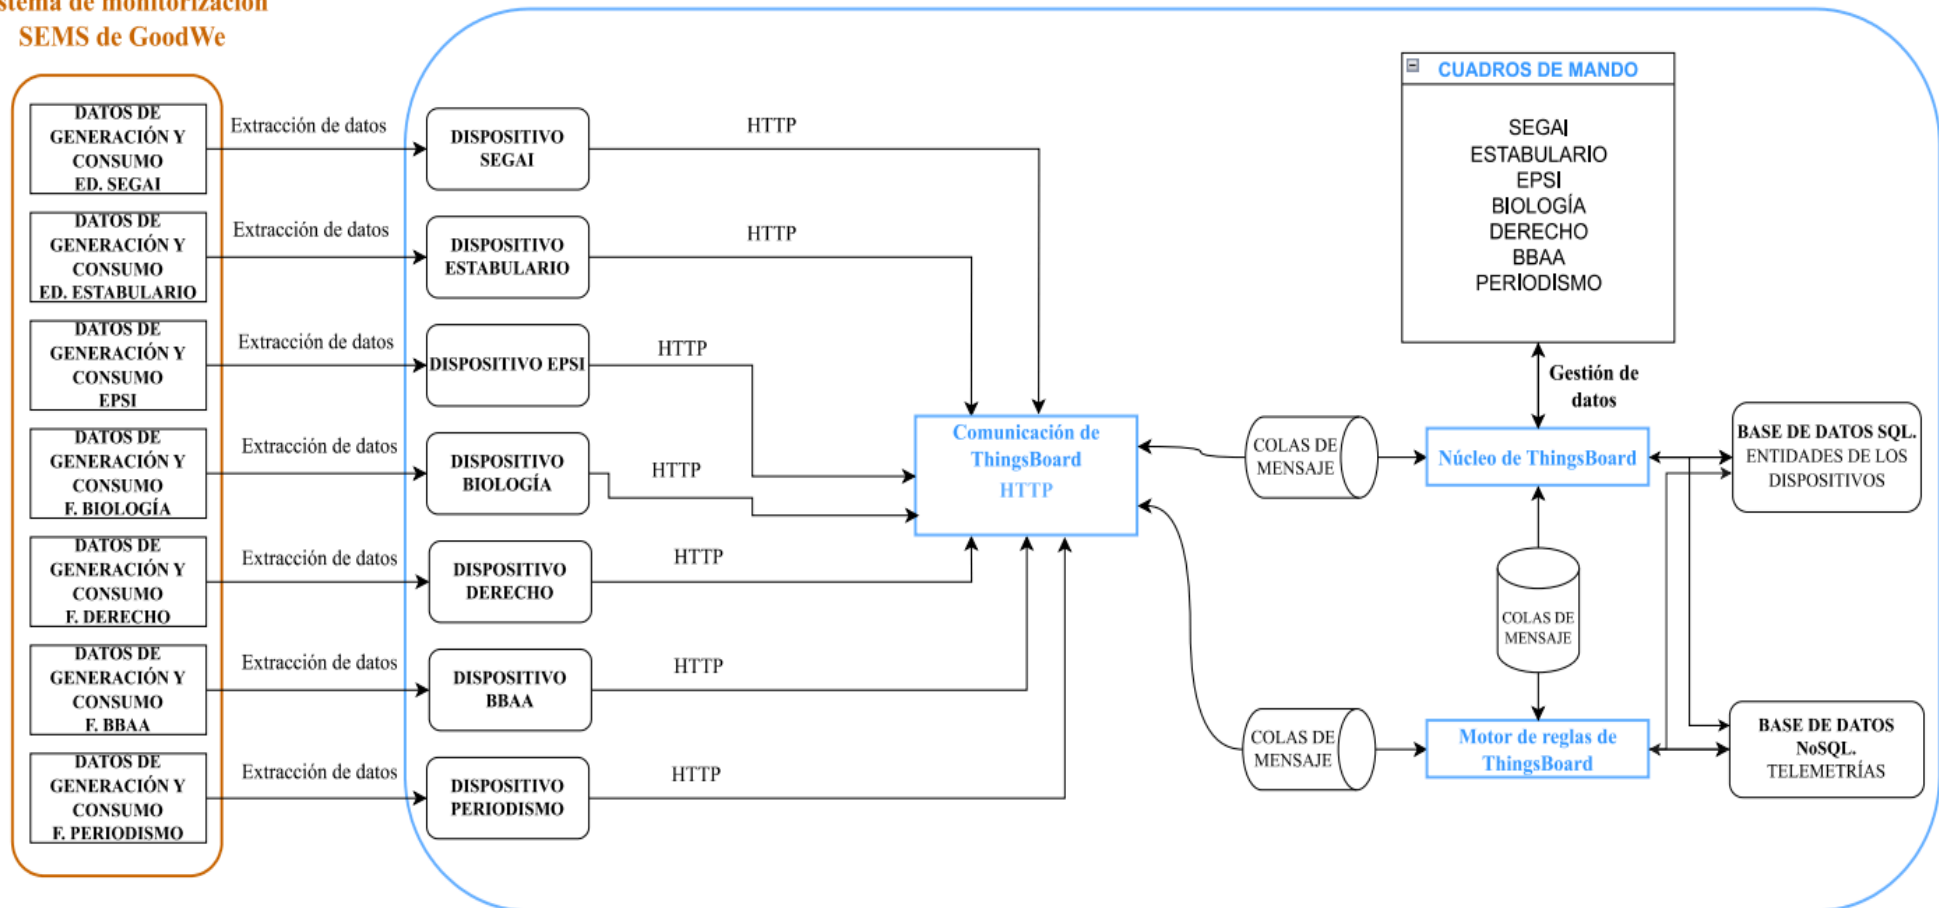 monitorización
SEMS de GoodWe
DATOS DE
GENERACIÓN Y
CONSUMO
ED. SEGAI
Extracción de datos
DISPOSITIVO
SEGAI
HTTP
DATOS DE
GENERACIÓN Y
CONSUMO
ED. ESTABULARIO
Extracción de datos
DISPOSITIVO
ESTABULARIO
HTTP
DATOS DE
GENERACIÓN Y
CONSUMO
EPSI
Extracción de datos
DISPOSITIVO EPSI
HTTP
DATOS DE
GENERACIÓN Y
CONSUMO
F. BIOLOGÍA
Extracción de datos
DISPOSITIVO
BIOLOGÍA
HTTP
DATOS DE
GENERACIÓN Y
CONSUMO
F. DERECHO
Extracción de datos
DISPOSITIVO
DERECHO
HTTP
DATOS DE
GENERACIÓN Y
CONSUMO
F. BBAA
Extracción de datos
DISPOSITIVO
BBAA
HTTP
DATOS DE
GENERACIÓN Y
CONSUMO
F. PERIODISMO
Extracción de datos
DISPOSITIVO
PERIODISMO
HTTP
Comunicación de
ThingsBoard
HTTP
COLAS DE
MENSAJE
COLAS DE
MENSAJE
CUADROS DE MANDO
SEGAI
ESTABULARIO
EPSI
BIOLOGÍA
DERECHO
BBAA
PERIODISMO
Gestión de
datos
Núcleo de ThingsBoard
COLAS DE
MENSAJE
Motor de reglas de
ThingsBoard
BASE DE DATOS SQL.
ENTIDADES DE LOS
DISPOSITIVOS
BASE DE DATOS
NoSQL.
TELEMETRÍAS